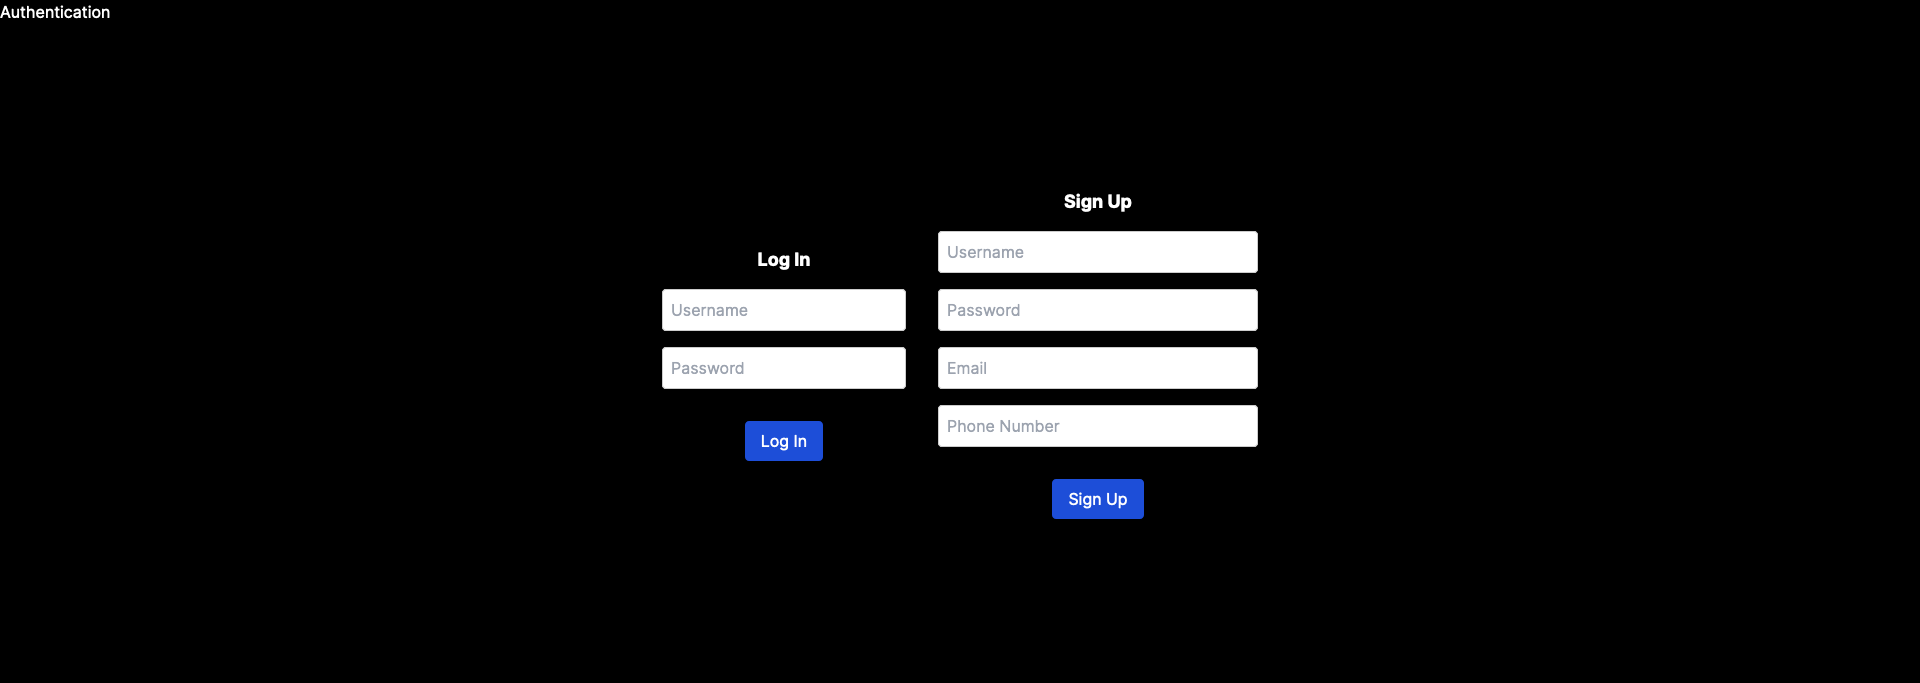 Authentication
Log In
Username
Password
Log In
Sign Up
Username
Password
Email
Phone Number
Sign Up